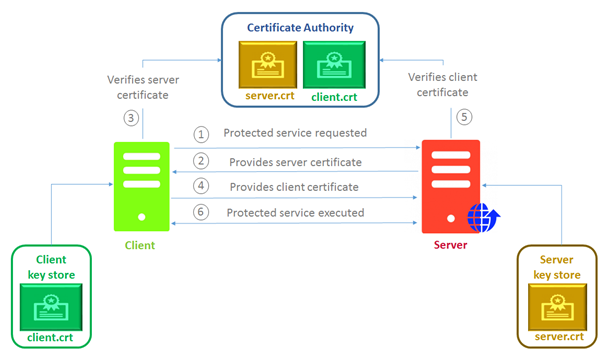 Certificate Authority
server.crt
client.crt
Verifies server
certificate
3
Verifies client
certificate
5
1 Protected service requested
2 Provides server certificate
4 Provides client certificate
6 Protected service executed
Client
Server
Client
key store
client.crt
Server
key store
server.crt